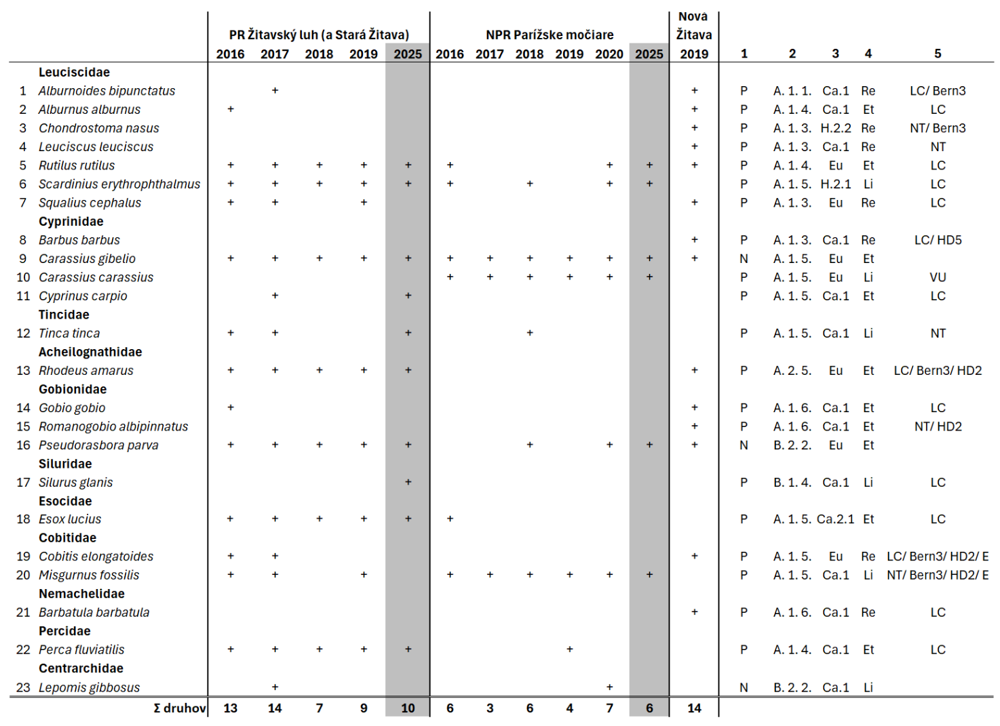 Nová
PR Žitavský luh (a Stará Žitava) NPR Parížske močiare Žitava
2016 2017 2018 2019 2025 2016 2017 2018 2019 2020 2025 2019 1 2 3 4 5
Leuciscidae
1 Alburnoides bipunctatus + + P A. 1. 1. Ca.1 Re LC/ Bern3
2 Alburnus alburnus + + P A. 1. 4. Ca.1 Et LC
3 Chondrostoma nasus + P A. 1. 3. H.2.2 Re NT/ Bern3
4 Leuciscus leuciscus + P A. 1. 3. Ca.1 Re NT
5 Rutilus rutilus + + + + + + + + + P A. 1. 4. Eu Et LC
6 Scardinius erythrophthalmus + + + + + + + + + P A. 1. 5. H.2.1 Li LC
7 Squalius cephalus + + + + P A. 1. 3. Eu Re LC
Cyprinidae
8 Barbus barbus + P A. 1. 3. Ca.1 Re LC/ HD5
9 Carassius gibelio + + + + + + + + + + + + N A. 1. 5. Eu Et
10 Carassius carassius + + + + + + P A. 1. 5. Eu Li VU
11 Cyprinus carpio + + P A. 1. 5. Ca.1 Et LC
Tincidae
12 Tinca tinca + + + + P A. 1. 5. Ca.1 Li NT
Acheilognathidae
13 Rhodeus amarus + + + + + + P A. 2. 5. Eu Et LC/ Bern3/ HD2
Gobionidae
14 Gobio gobio + + P A. 1. 6. Ca.1 Et LC
15 Romanogobio albipinnatus + P A. 1. 6. Ca.1 Et NT/ HD2
16 Pseudorasbora parva + + + + + + + + + N B. 2. 2. Eu Et
Siluridae
17 Silurus glanis + P B. 1. 4. Ca.1 Li LC
Esocidae
18 Esox lucius + + + + + + P A. 1. 5. Ca.2.1 Et LC
Cobitidae
19 Cobitis elongatoides + + + P A. 1. 5. Eu Re LC/ Bern3/ HD2/ E
20 Misgurnus fossilis + + + + + + + + + P A. 1. 5. Ca.1 Li NT/ Bern3/ HD2/ E
Nemachelidae
21 Barbatula barbatula + P A. 1. 6. Ca.1 Re LC
Percidae
22 Perca fluviatilis + + + + + + P A. 1. 4. Et Ca.1 LC
Centrarchidae
23 Lepomis gibbosus + + N B. 2. 2. Ca.1 Li
Σ druhov 13 14 7 9 10 6 3 6 4 7 6 14